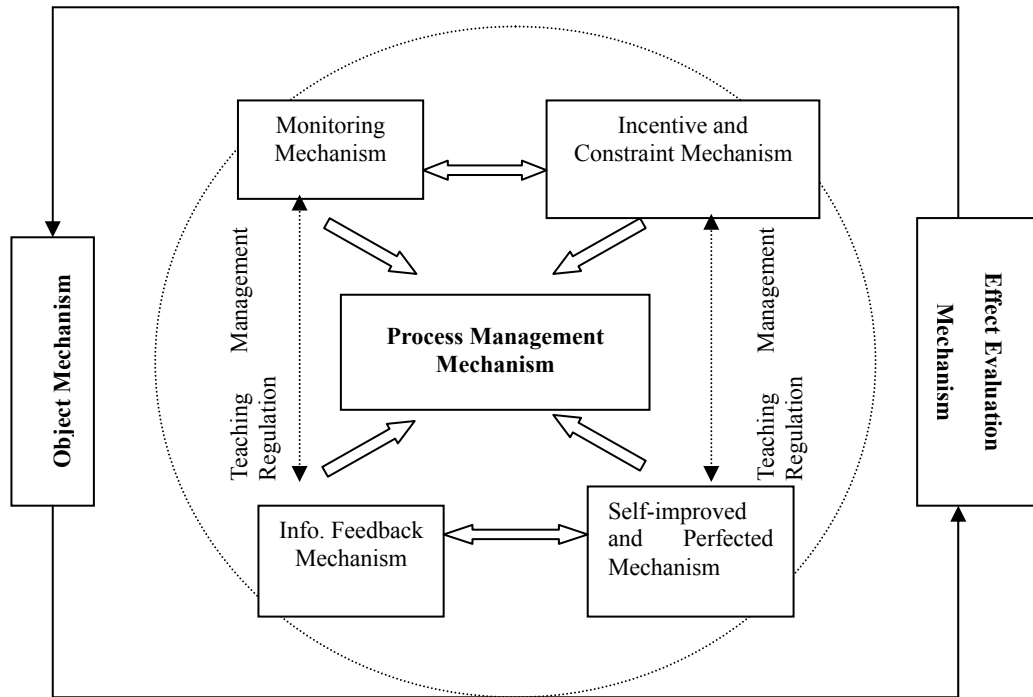 Monitoring
Mechanism
Incentive and
Constraint Mechanism
Object Mechanism
Teaching Management
Regulation
Process Management
Mechanism
Teaching Management
Regulation
Effect Evaluation
Mechanism
Info. Feedback
Mechanism
Self-improved
and Perfected
Mechanism